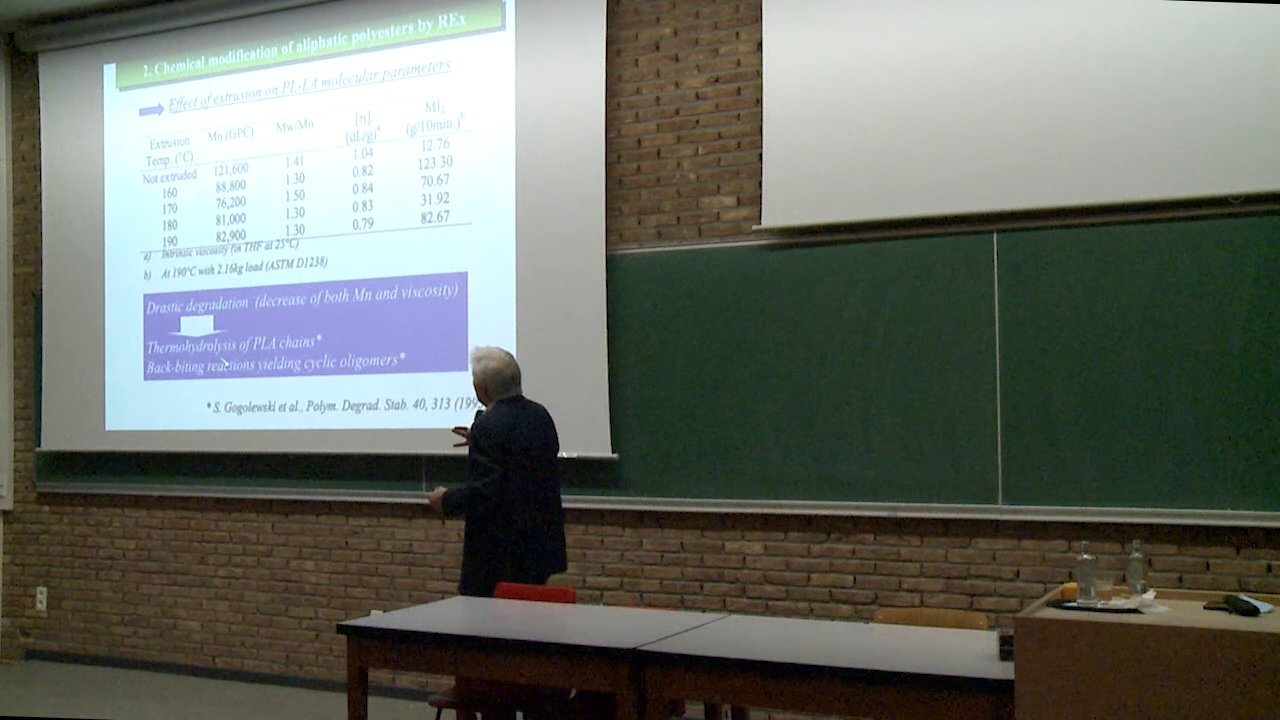 2. Chemical modification of aliphatic polyesters by REx
Effect of extrusion on PL-LA molecular parameters
Extrusion Temp. (°C) Mn (GPC) Mw/Mn [η] (dL/g)a MI2 (g/10min.)b
Not extruded 121,600 1.41 1.04 12.76
160 88,800 1.30 0.82 123.30
170 76,200 1.50 0.84 70.67
180 81,000 1.30 0.83 31.92
190 82,900 1.30 0.79 82.67
a) Intrinsic viscosity (in THF at 25°C)
b) At 190°C with 2.16kg load (ASTM D1238)
Drastic degradation (decrease of both Mn and viscosity)
Thermohydrolysis of PLA chains*
Back-biting reactions yielding cyclic oligomers*
* S. Gogolewski et al., Polym. Degrad. Stab. 40, 313 (199